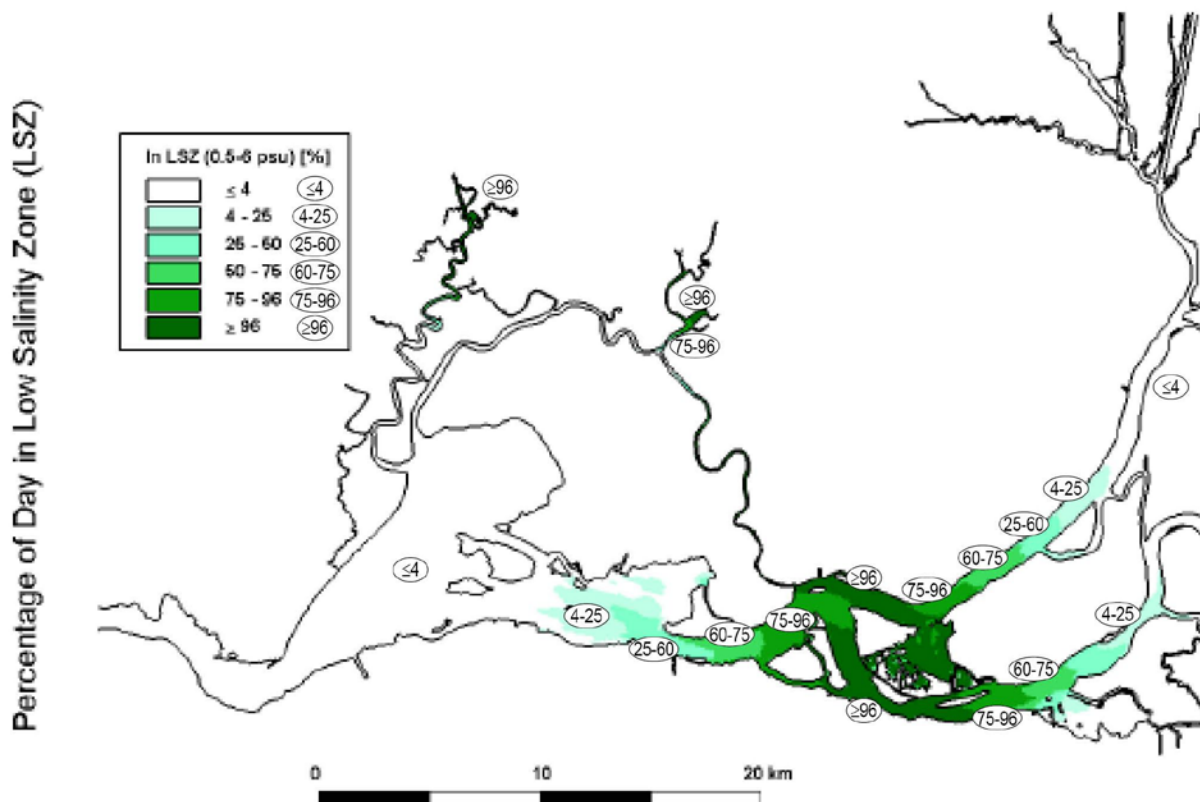 Percentage of Day in Low Salinity Zone (LSZ)
In LSZ (0.5-6 psu) [%]
≤ 4 ≤4
4 - 25 4-25
25 - 50 25-60
50 - 75 60-75
75 - 96 75-96
≥ 96 ≥96
≥96
≥96
75-96
≤4
4-25
25-60
60-75
≤4
≥96
75-96
4-25
75-96
4-25
60-75
25-60
60-75
≥96
75-96
0 10 20 km